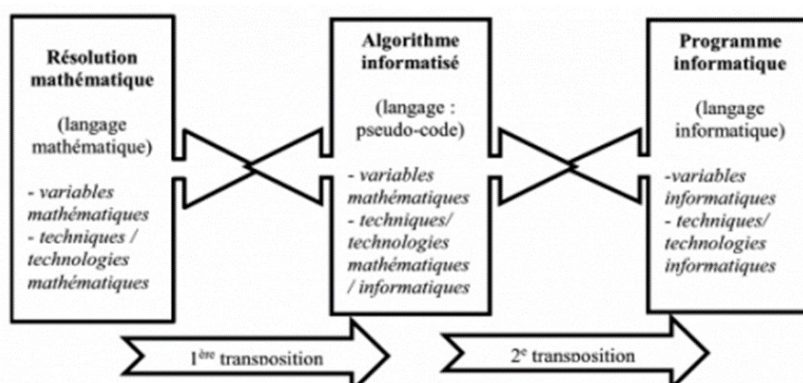 Résolution
mathématique
(langage
mathématique)
- variables
mathématiques
- techniques /
technologies
mathématiques
Algorithme
informatisé
(langage :
pseudo-code)
- variables
mathématiques
- techniques/
technologies
mathématiques
/ informatiques
Programme
informatique
(langage
informatique)
-variables
informatiques
- techniques/
technologies
informatiques
1ère transposition
2e transposition